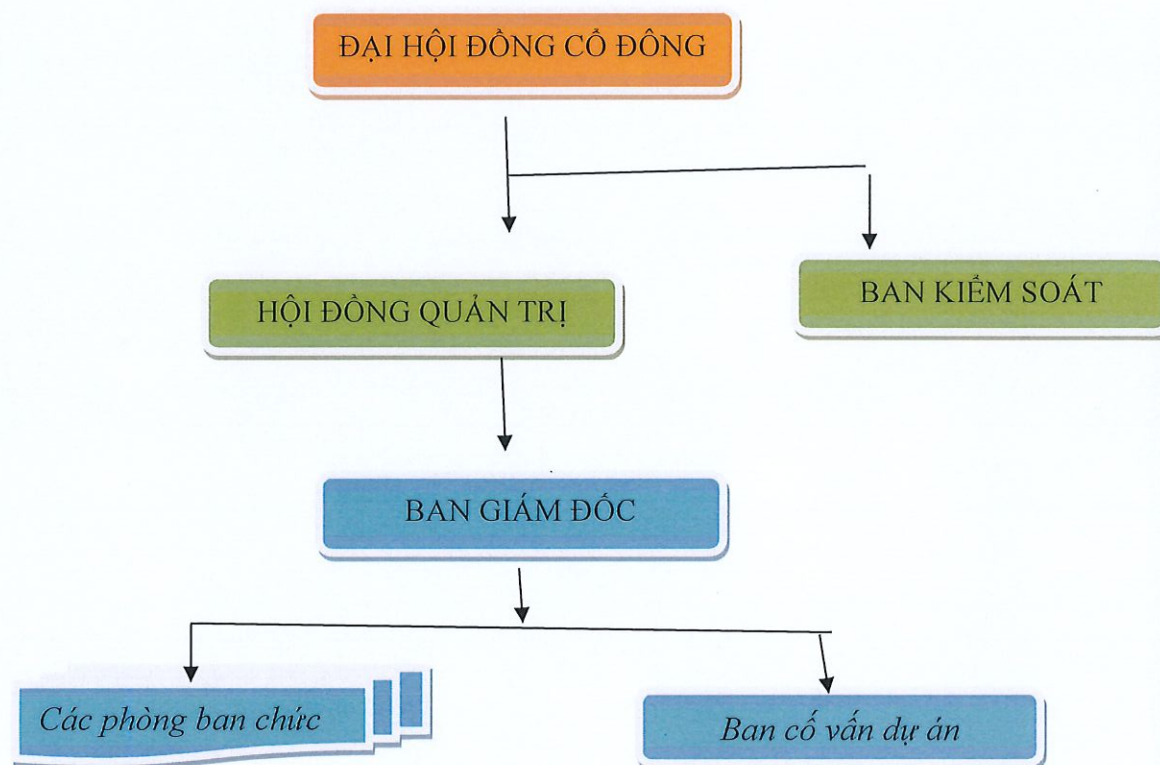 ĐẠI HỘI ĐỒNG CỔ ĐÔNG
BAN KIỂM SOÁT
HỘI ĐỒNG QUẢN TRỊ
BAN GIÁM ĐỐC
Các phòng ban chức
Ban cố vấn dự án